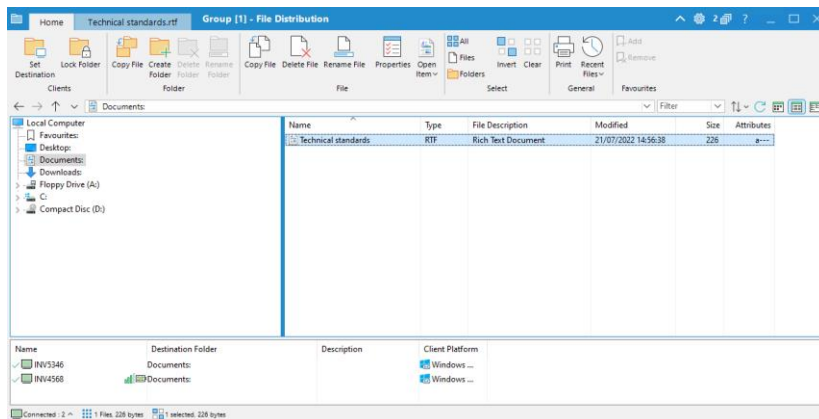 Home Technical standards.rtf Group [1] - File Distribution 2 ?
Set Destination Lock Folder Copy File Create Folder Delete Folder Rename Folder Copy File Delete File Rename File Properties Open Item All Files Folders Invert Clear Print Recent Files Add Remove
Clients Folder File Select General Favourites
Documents: Filter
Local Computer
Favourites:
Desktop:
Documents:
Downloads:
Floppy Drive (A:)
C:
Compact Disc (D:)
Name Type File Description Modified Size Attributes
Technical standards RTF Rich Text Document 21/07/2022 14:56:38 226 a---
Name Destination Folder Description Client Platform
INV5346 Documents: Windows ...
INV4568 Documents: Windows ...
Connected : 2 1 Files, 226 bytes 1 selected, 226 bytes